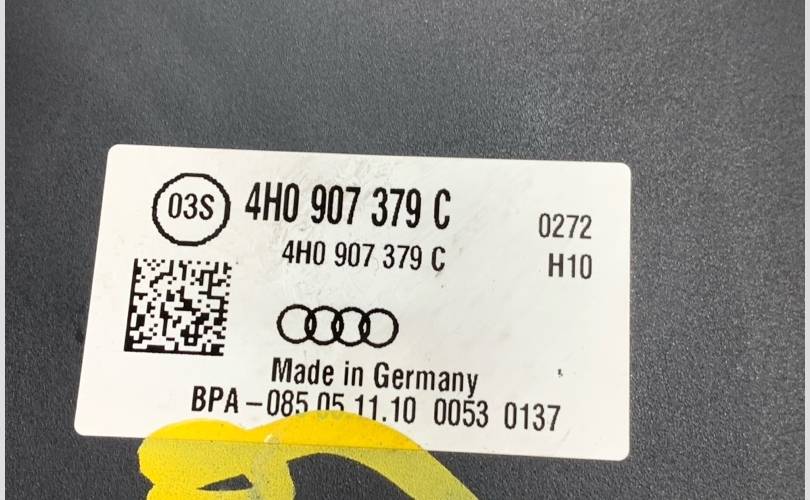 03S 4H0 907 379 C
0272
4H0 907 379 C
H10
Made in Germany
BPA-085 05.11.10 0053 0137